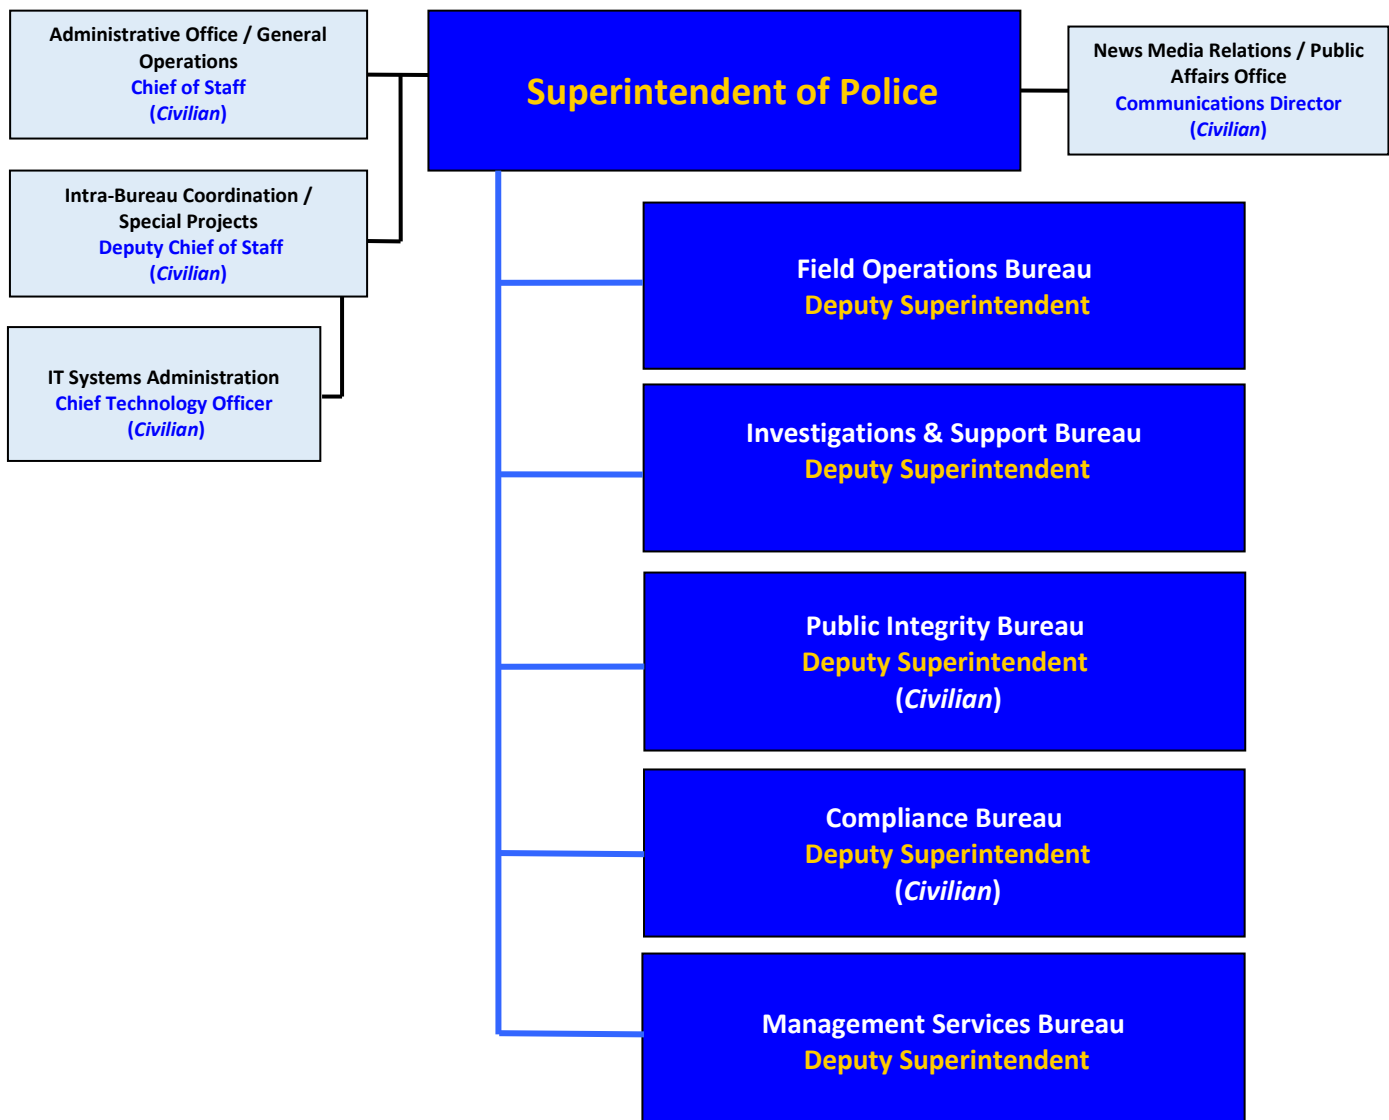 Administrative Office / General
Operations
Chief of Staff
(Civilian)
Superintendent of Police
News Media Relations / Public
Affairs Office
Communications Director
(Civilian)
Intra-Bureau Coordination /
Special Projects
Deputy Chief of Staff
(Civilian)
IT Systems Administration
Chief Technology Officer
(Civilian)
Field Operations Bureau
Deputy Superintendent
Investigations & Support Bureau
Deputy Superintendent
Public Integrity Bureau
Deputy Superintendent
(Civilian)
Compliance Bureau
Deputy Superintendent
(Civilian)
Management Services Bureau
Deputy Superintendent